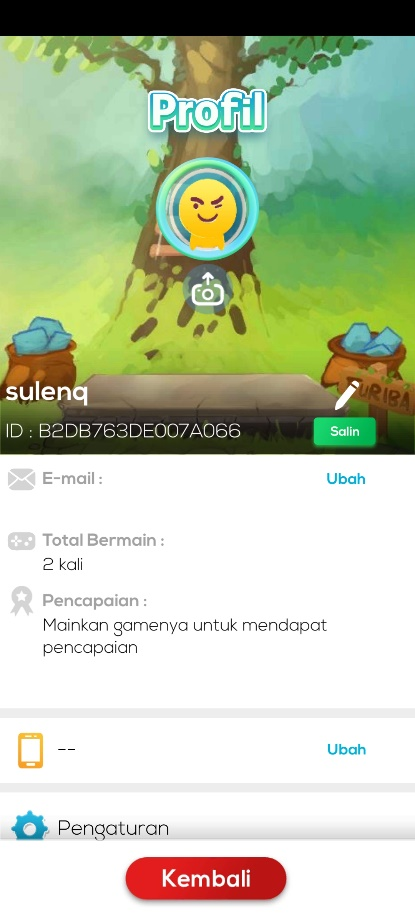 Profil
sulenq
ID : B2DB763DE007A066
Salin
E-mail :
Ubah
Total Bermain :
2 kali
Pencapaian :
Mainkan gamenya untuk mendapat
pencapaian
--
Ubah
Pengaturan
Kembali